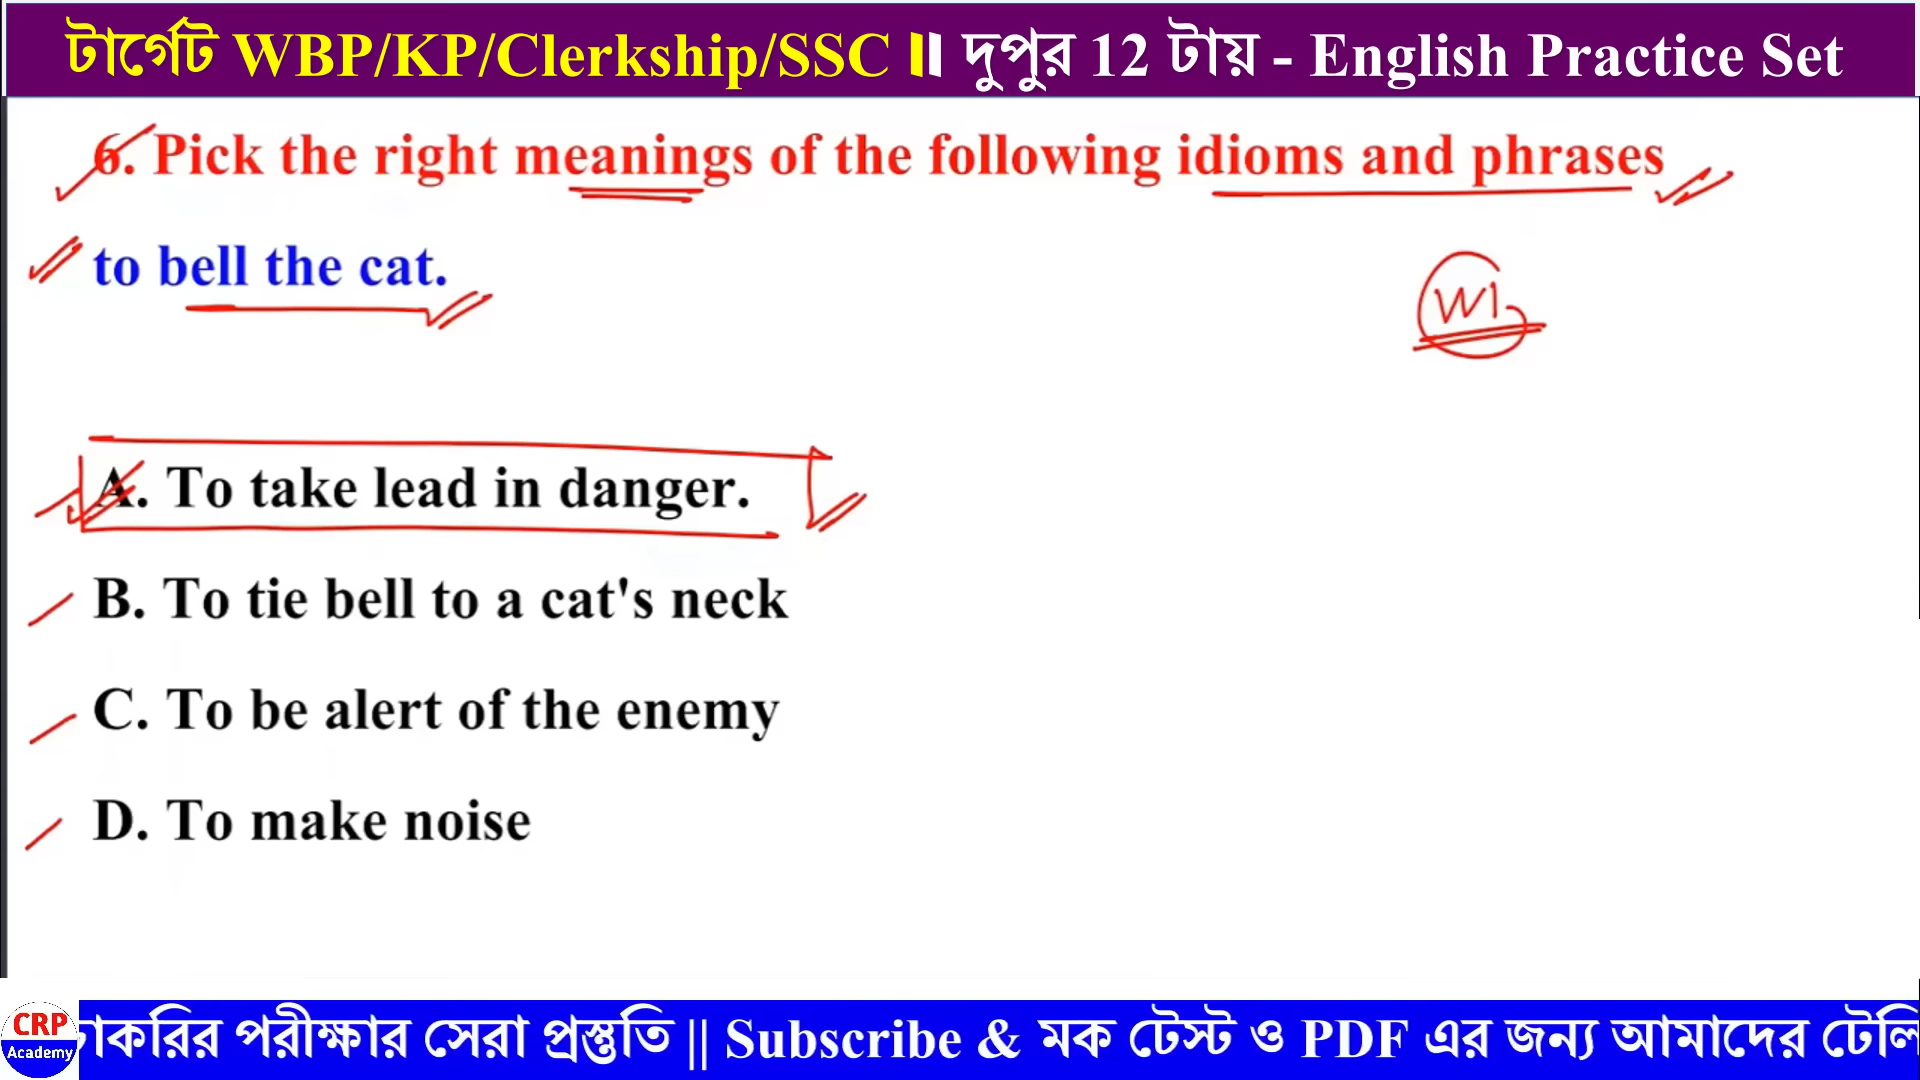 টার্গেট WBP/KP/Clerkship/SSC ॥ দুপুর 12 টায় - English Practice Set
6. Pick the right meanings of the following idioms and phrases
to bell the cat.
A. To take lead in danger.
B. To tie bell to a cat's neck
C. To be alert of the enemy
D. To make noise
CRP
Academy
চাকরির পরীক্ষার সেরা প্রস্তুতি || Subscribe & মক টেস্ট ও PDF এর জন্য আমাদের টেলি